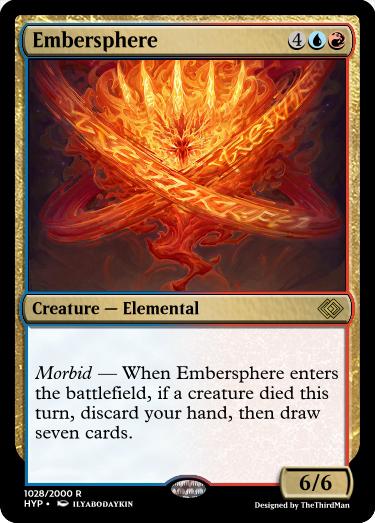 Embersphere 4
Creature — Elemental
Morbid — When Embersphere enters
the battlefield, if a creature died this
turn, discard your hand, then draw
seven cards.
6/6
1028/2000 R
HYP • ILYABODAYKIN
Designed by TheThirdMan